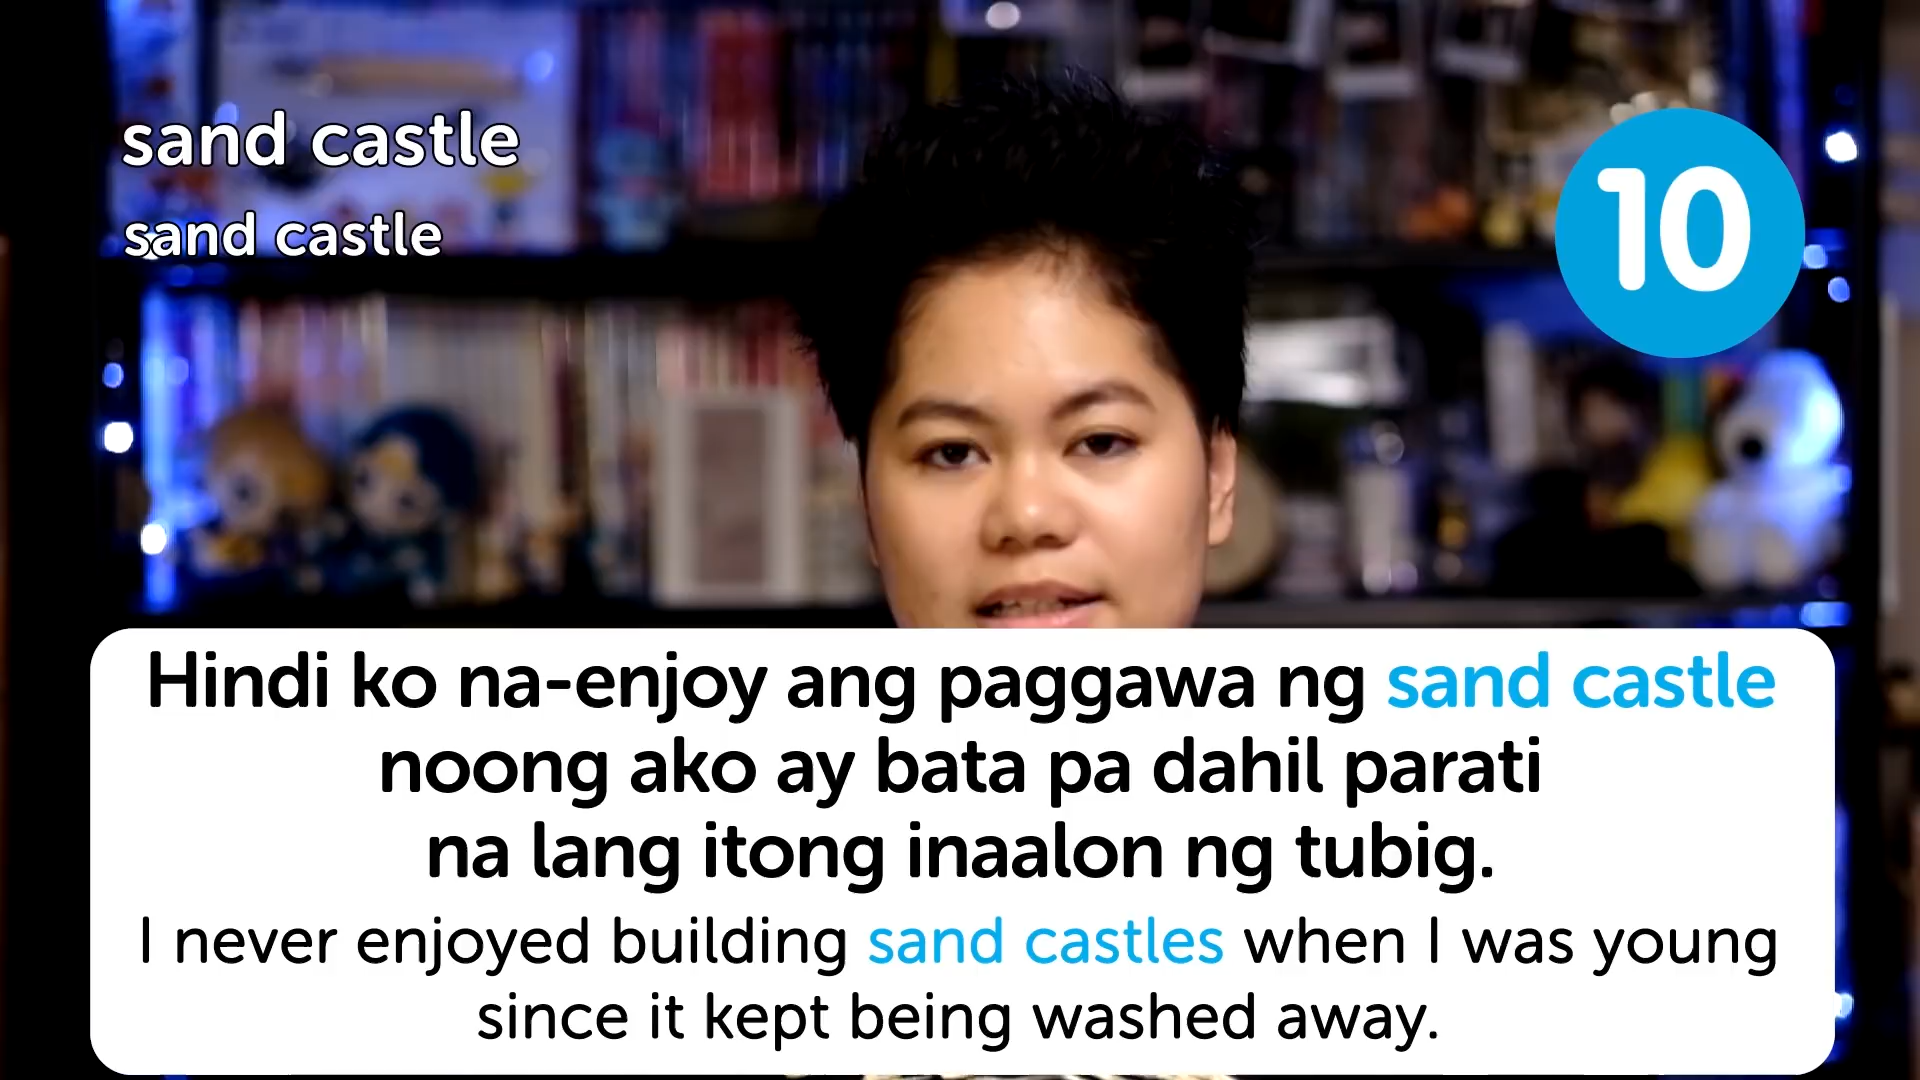 sand castle
sand castle
10
Hindi ko na-enjoy ang paggawa ng sand castle
noong ako ay bata pa dahil parati
na lang itong inaalon ng tubig.
I never enjoyed building sand castles when I was young
since it kept being washed away.